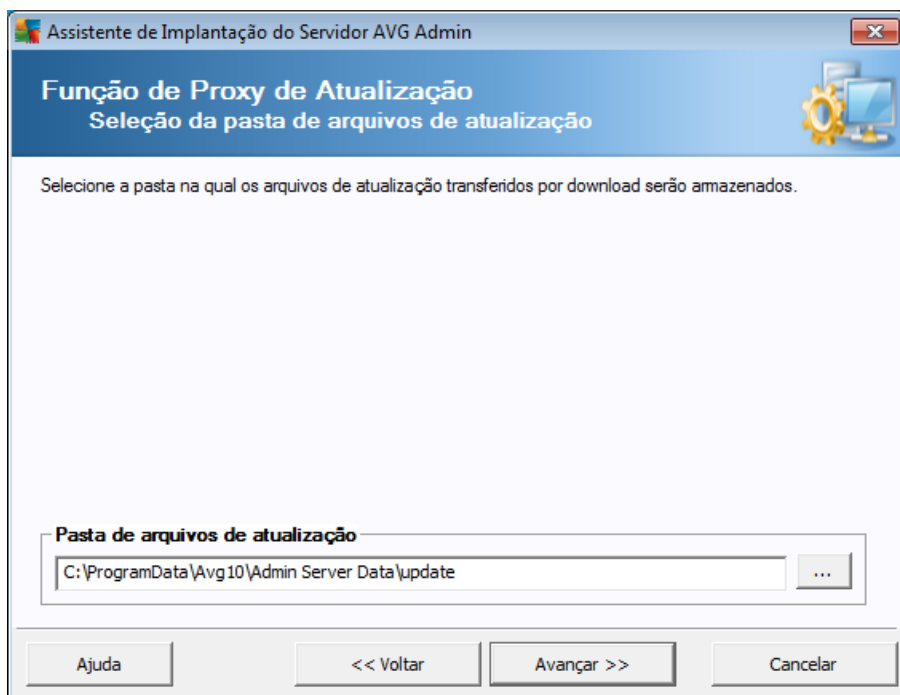 Assistente de Implantação do Servidor AVG Admin
Função de Proxy de Atualização
Seleção da pasta de arquivos de atualização
Selecione a pasta na qual os arquivos de atualização transferidos por download serão armazenados.
Pasta de arquivos de atualização
C:\ProgramData\Avg10\Admin Server Data\update
...
Ajuda
<< Voltar
Avançar >>
Cancelar